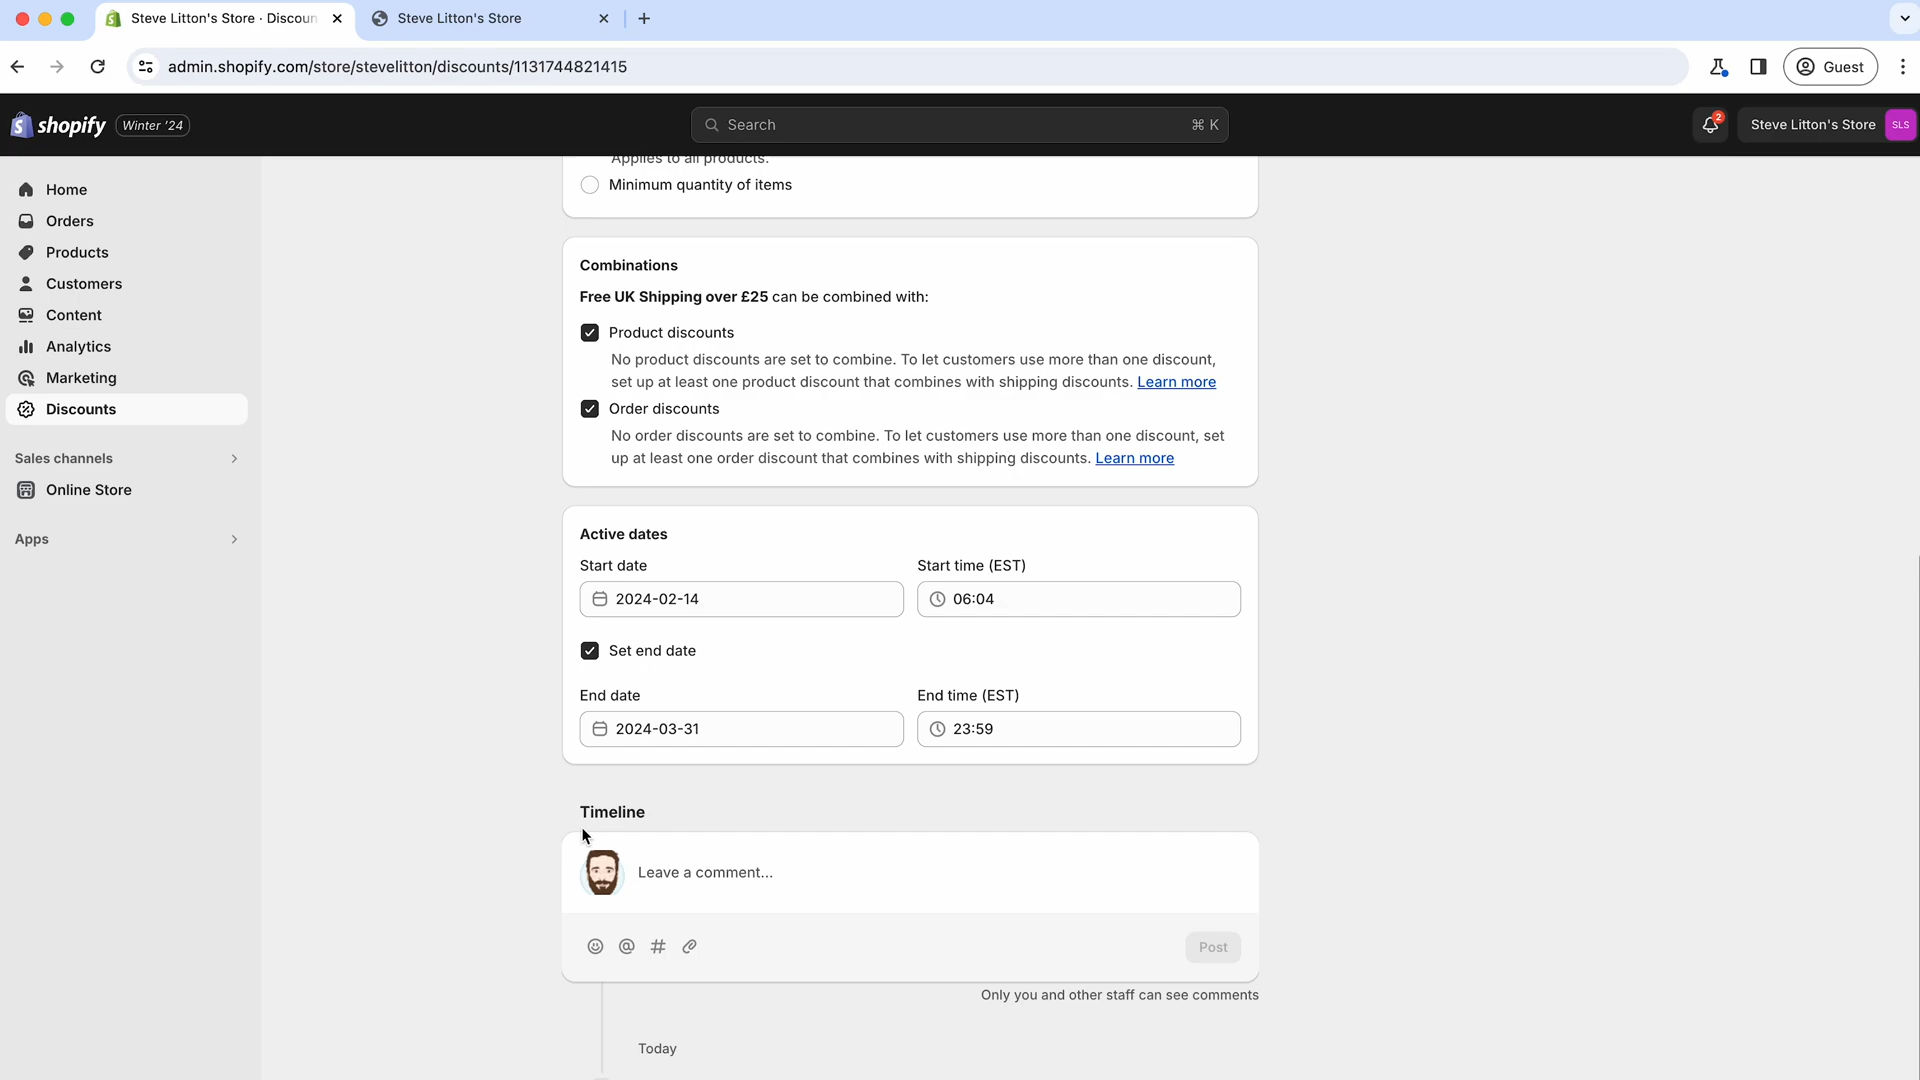 Steve Litton's Store · Discoun
Steve Litton's Store
admin.shopify.com/store/stevelitton/discounts/1131744821415
Guest
shopify
Winter '24
Search
⌘ K
2
Steve Litton's Store
SLS
Home
Orders
Products
Customers
Content
Analytics
Marketing
Discounts
Sales channels
Online Store
Apps
Applies to all products.
Minimum quantity of items
Combinations
Free UK Shipping over £25 can be combined with:
Product discounts
No product discounts are set to combine. To let customers use more than one discount,
set up at least one product discount that combines with shipping discounts. Learn more
Order discounts
No order discounts are set to combine. To let customers use more than one discount, set
up at least one order discount that combines with shipping discounts. Learn more
Active dates
Start date
Start time (EST)
2024-02-14
06:04
Set end date
End date
End time (EST)
2024-03-31
23:59
Timeline
Leave a comment...
Post
Only you and other staff can see comments
Today